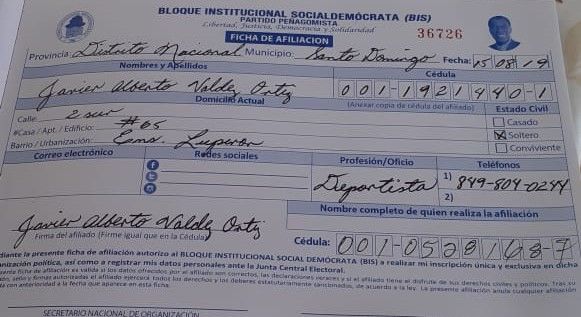 BLOQUE INSTITUCIONAL SOCIALDEMÓCRATA (BIS)
PARTIDO PEÑAGOMISTA
Libertad, Justicia, Democracia y Solidaridad
FICHA DE AFILIACION
36726
Provincia: Distrito Nacional Municipio: Santo Domingo Fecha: 15 08 19
Nombres y Apellidos Cédula
Javier Alberto Valdez Ortiz 001-1921440-1
Domicilio Actual (Anexar copia de cédula del afiliado) Estado Civil
Calle 2 sur Casado
#Casa / Apt. / Edificio: #65 Soltero
Barrio / Urbanización: Ens. Luperon Conviviente
Correo electrónico Redes sociales Profesión/Oficio Teléfonos
Deportista 1) 849-804-0244
2)
Nombre completo de quien realiza la afiliación
Javier Alberto Valdez Ortiz
Firma del afiliado (Firme igual que en la Cédula)
Cédula: 001-0528168-7
diante la presente ficha de afiliación autorizo al BLOQUE INSTITUCIONAL SOCIAL DEMÓCRATA (BIS) a realizar mi inscripción única y exclusiva en dicha
nización política, así como a registrar mis datos personales ante la Junta Central Electoral.
SECRETARIO NACIONAL DE ORGANIZACIÓN